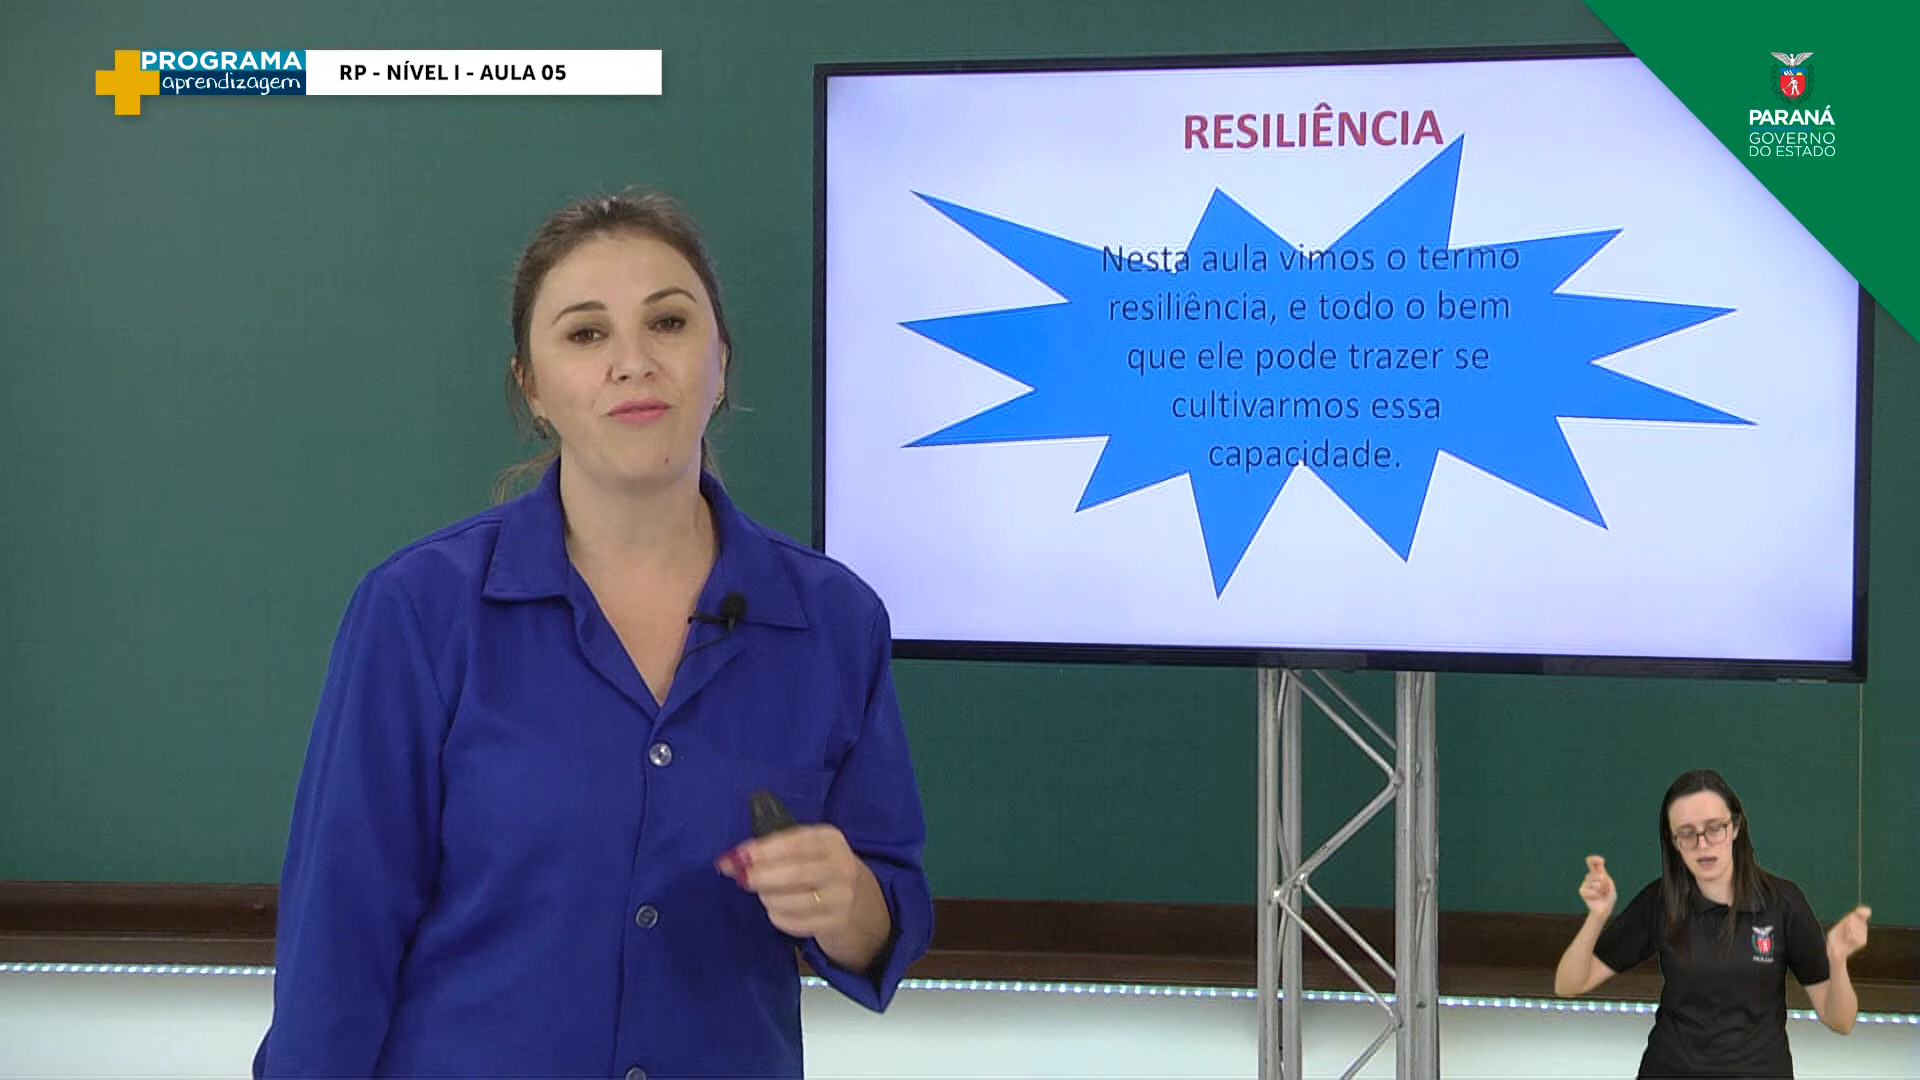 PROGRAMA
aprendizagem
RP - NÍVEL I - AULA 05
PARANÁ
GOVERNO
DO ESTADO
RESILIÊNCIA
Nesta aula vimos o termo
resiliência, e todo o bem
que ele pode trazer se
cultivarmos essa
capacidade.